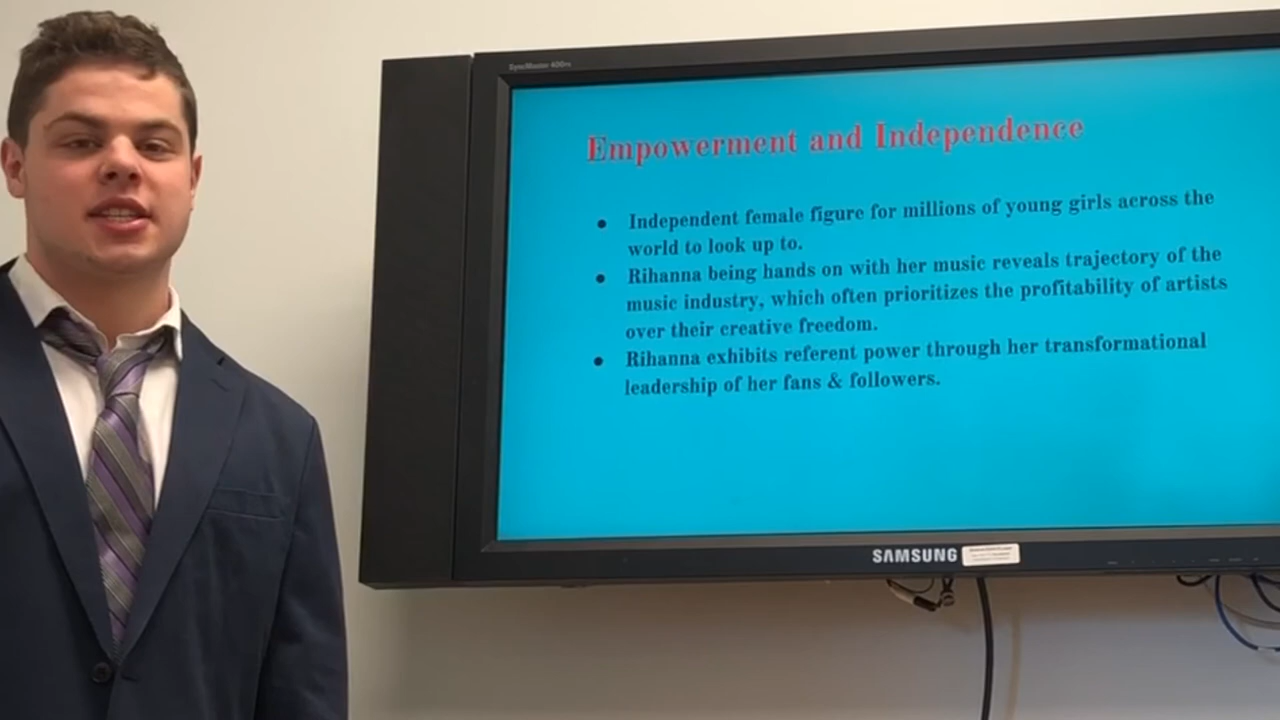 SyncMaster 400
Empowerment and Independence
● Independent female figure for millions of young girls across the
world to look up to.
● Rihanna being hands on with her music reveals trajectory of the
music industry, which often prioritizes the profitability of artists
over their creative freedom.
● Rihanna exhibits referent power through her transformational
leadership of her fans & followers.
SAMSUNG